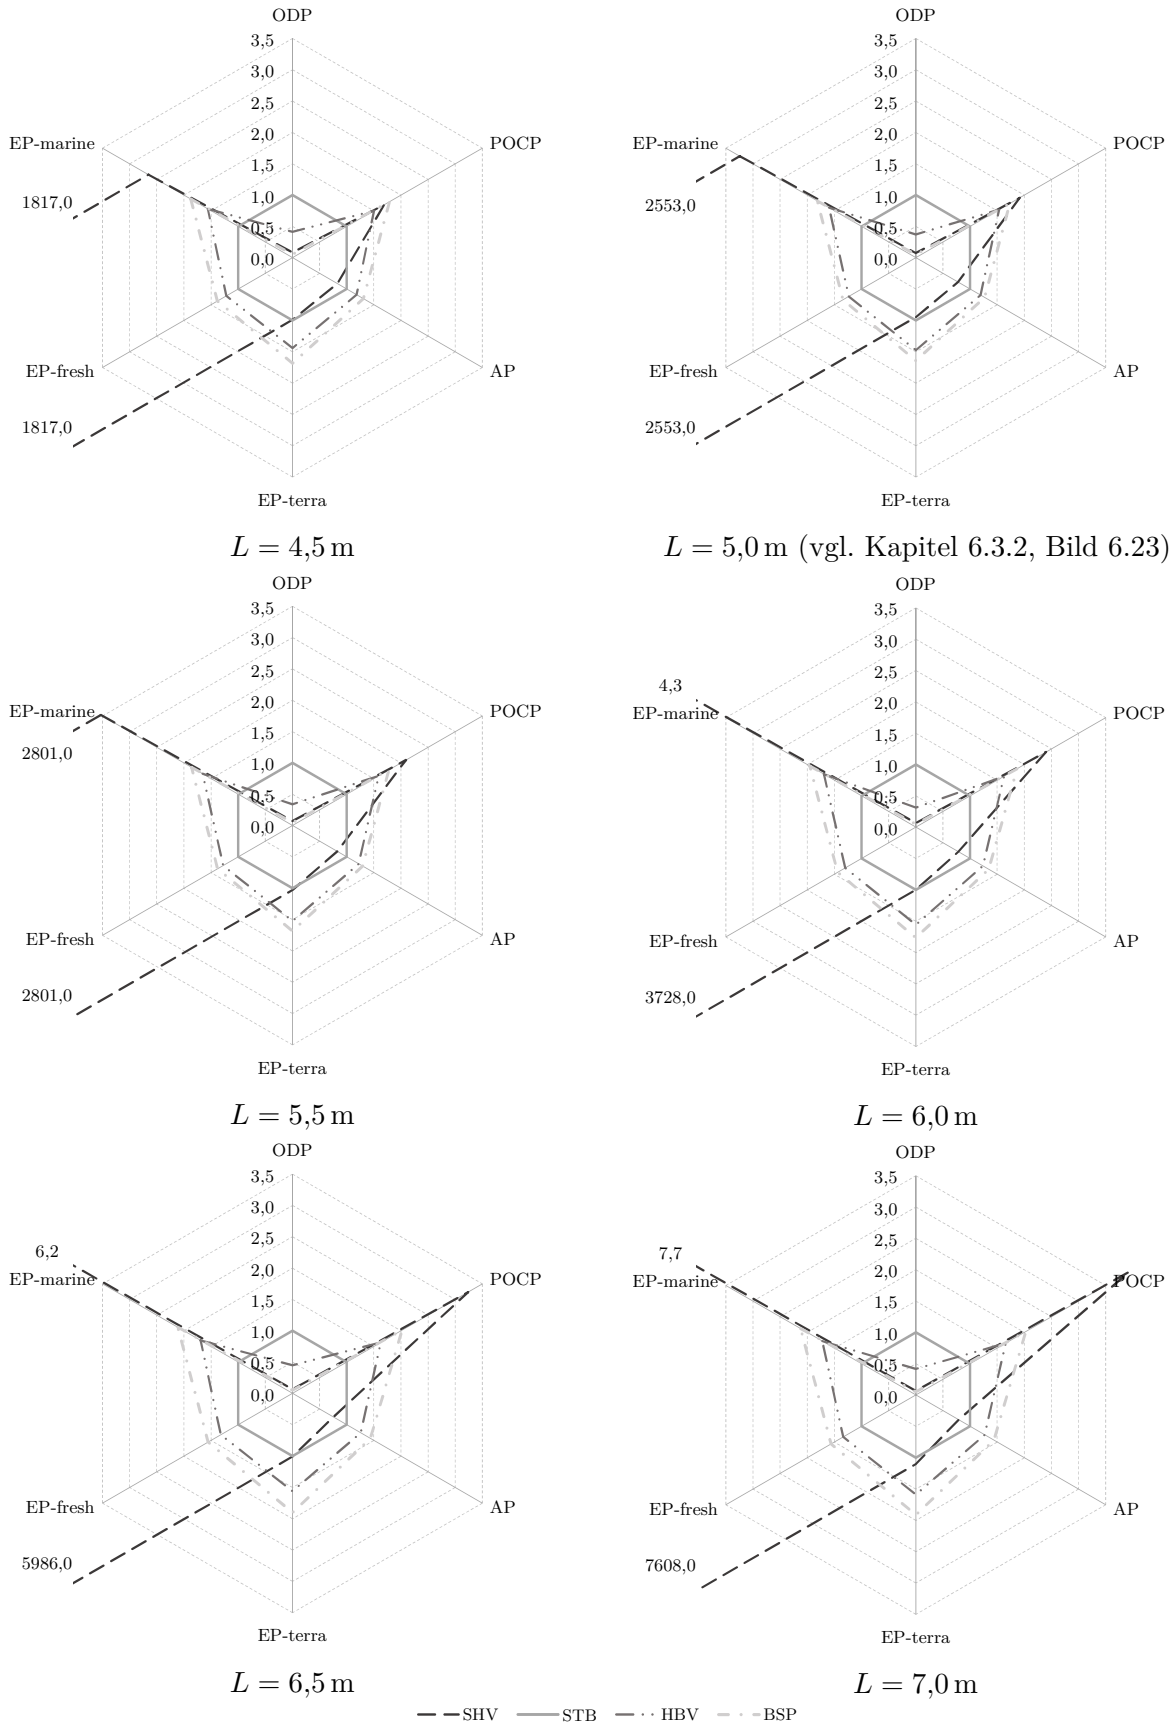 ODP
3,5
3,0
2,5
2,0
1,5
1,0
0,5
0,0
EP-marine
POCP
1817,0
EP-fresh
AP
1817,0
EP-terra
L = 4,5 m
ODP
3,5
3,0
2,5
2,0
1,5
1,0
0,5
0,0
EP-marine
POCP
2553,0
EP-fresh
AP
2553,0
EP-terra
L = 5,0 m (vgl. Kapitel 6.3.2, Bild 6.23)
ODP
3,5
3,0
2,5
2,0
1,5
1,0
0,5
0,0
EP-marine
POCP
2801,0
EP-fresh
AP
2801,0
EP-terra
L = 5,5 m
ODP
3,5
3,0
2,5
2,0
1,5
1,0
0,5
0,0
4,3
EP-marine
POCP
EP-fresh
AP
3728,0
EP-terra
L = 6,0 m
ODP
3,5
3,0
2,5
2,0
1,5
1,0
0,5
0,0
6,2
EP-marine
POCP
EP-fresh
AP
5986,0
EP-terra
L = 6,5 m
ODP
3,5
3,0
2,5
2,0
1,5
1,0
0,5
0,0
7,7
EP-marine
POCP
EP-fresh
AP
7608,0
EP-terra
L = 7,0 m
SHV STB HBV BSP